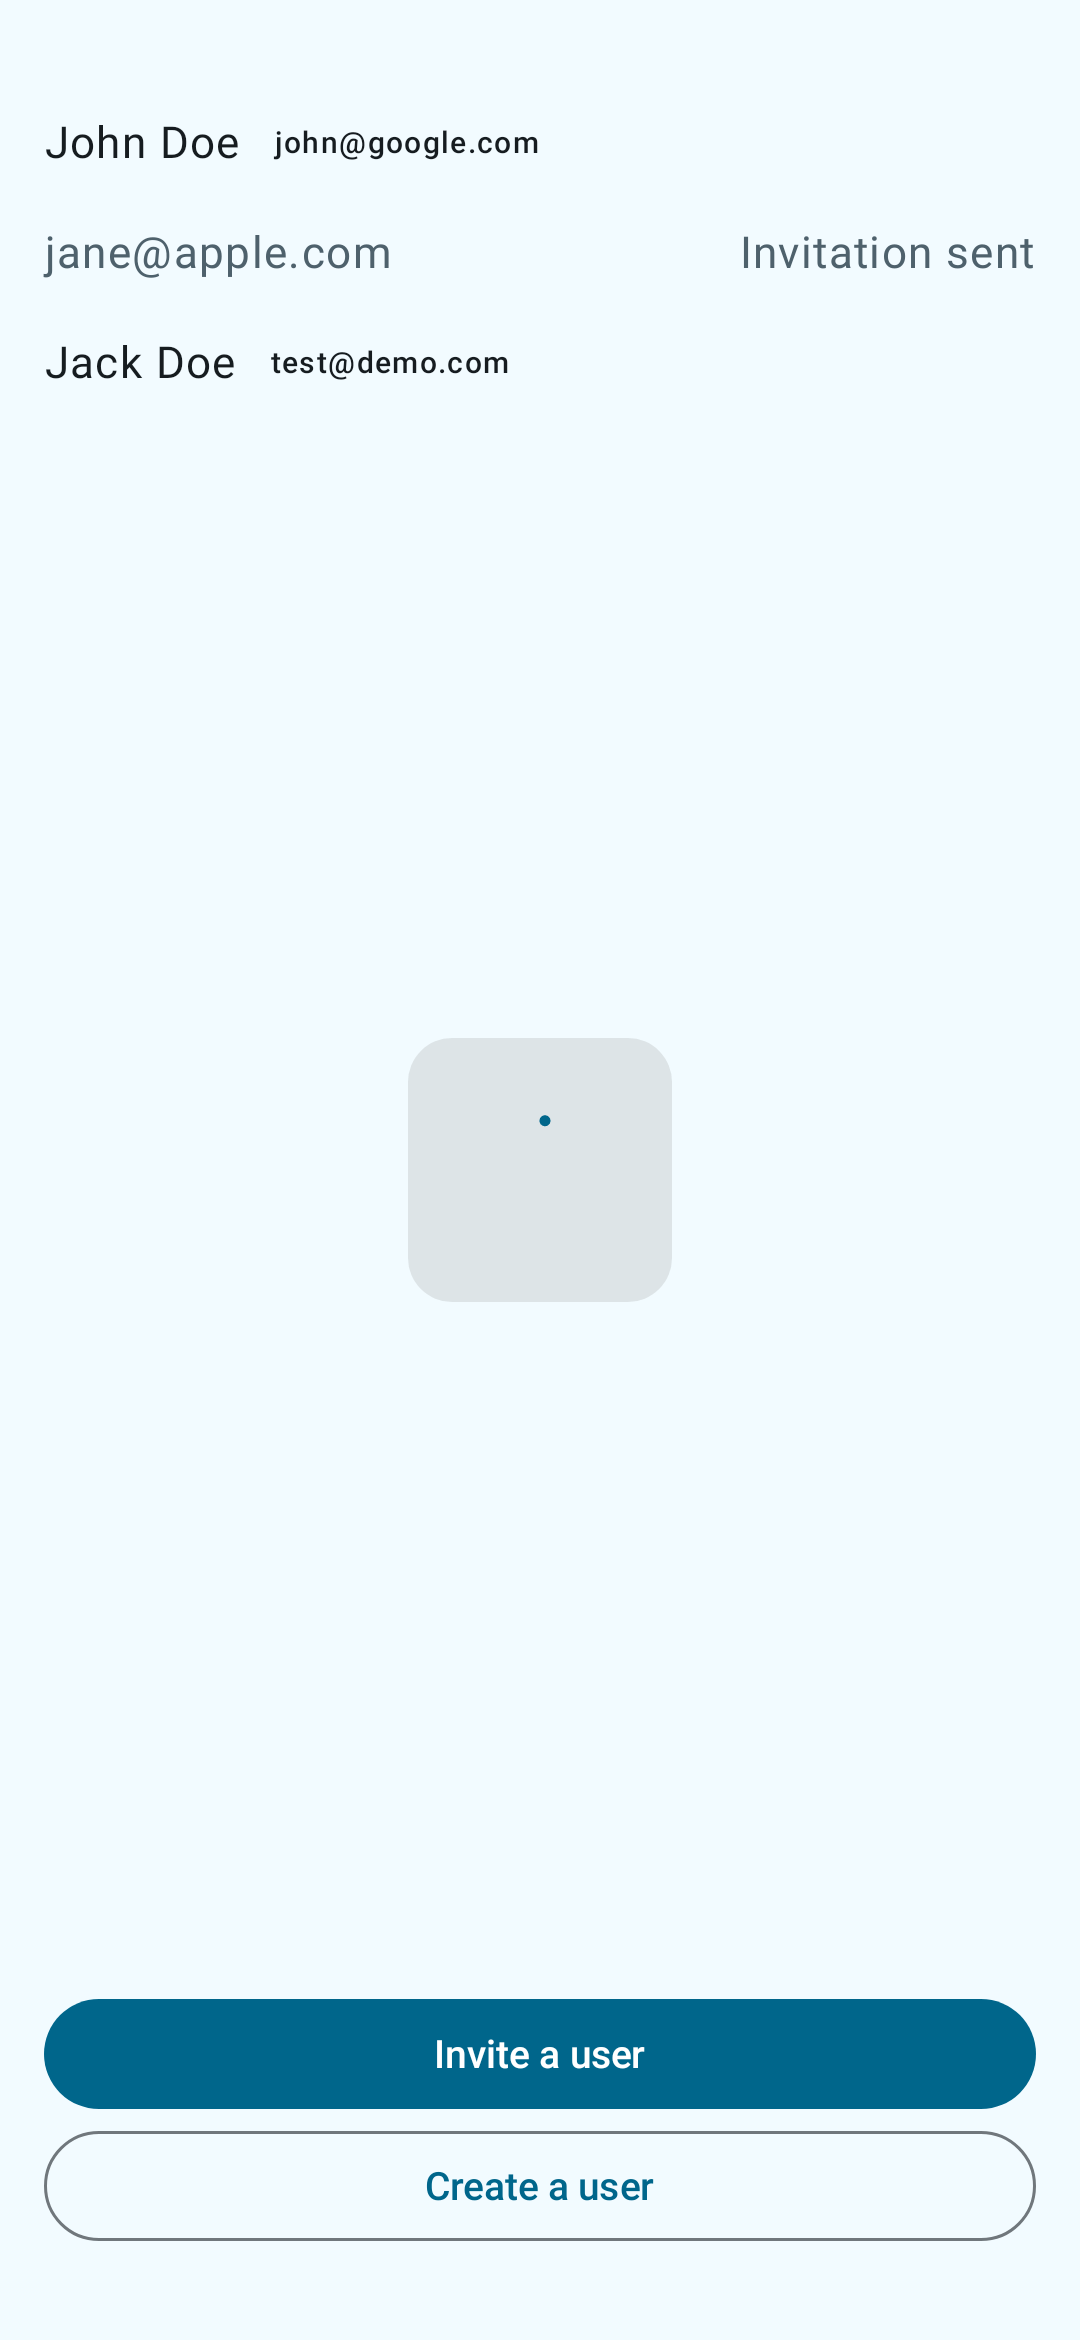 John Doe john@google.com
jane@apple.com Invitation sent
Jack Doe test@demo.com
Invite a user
Create a user